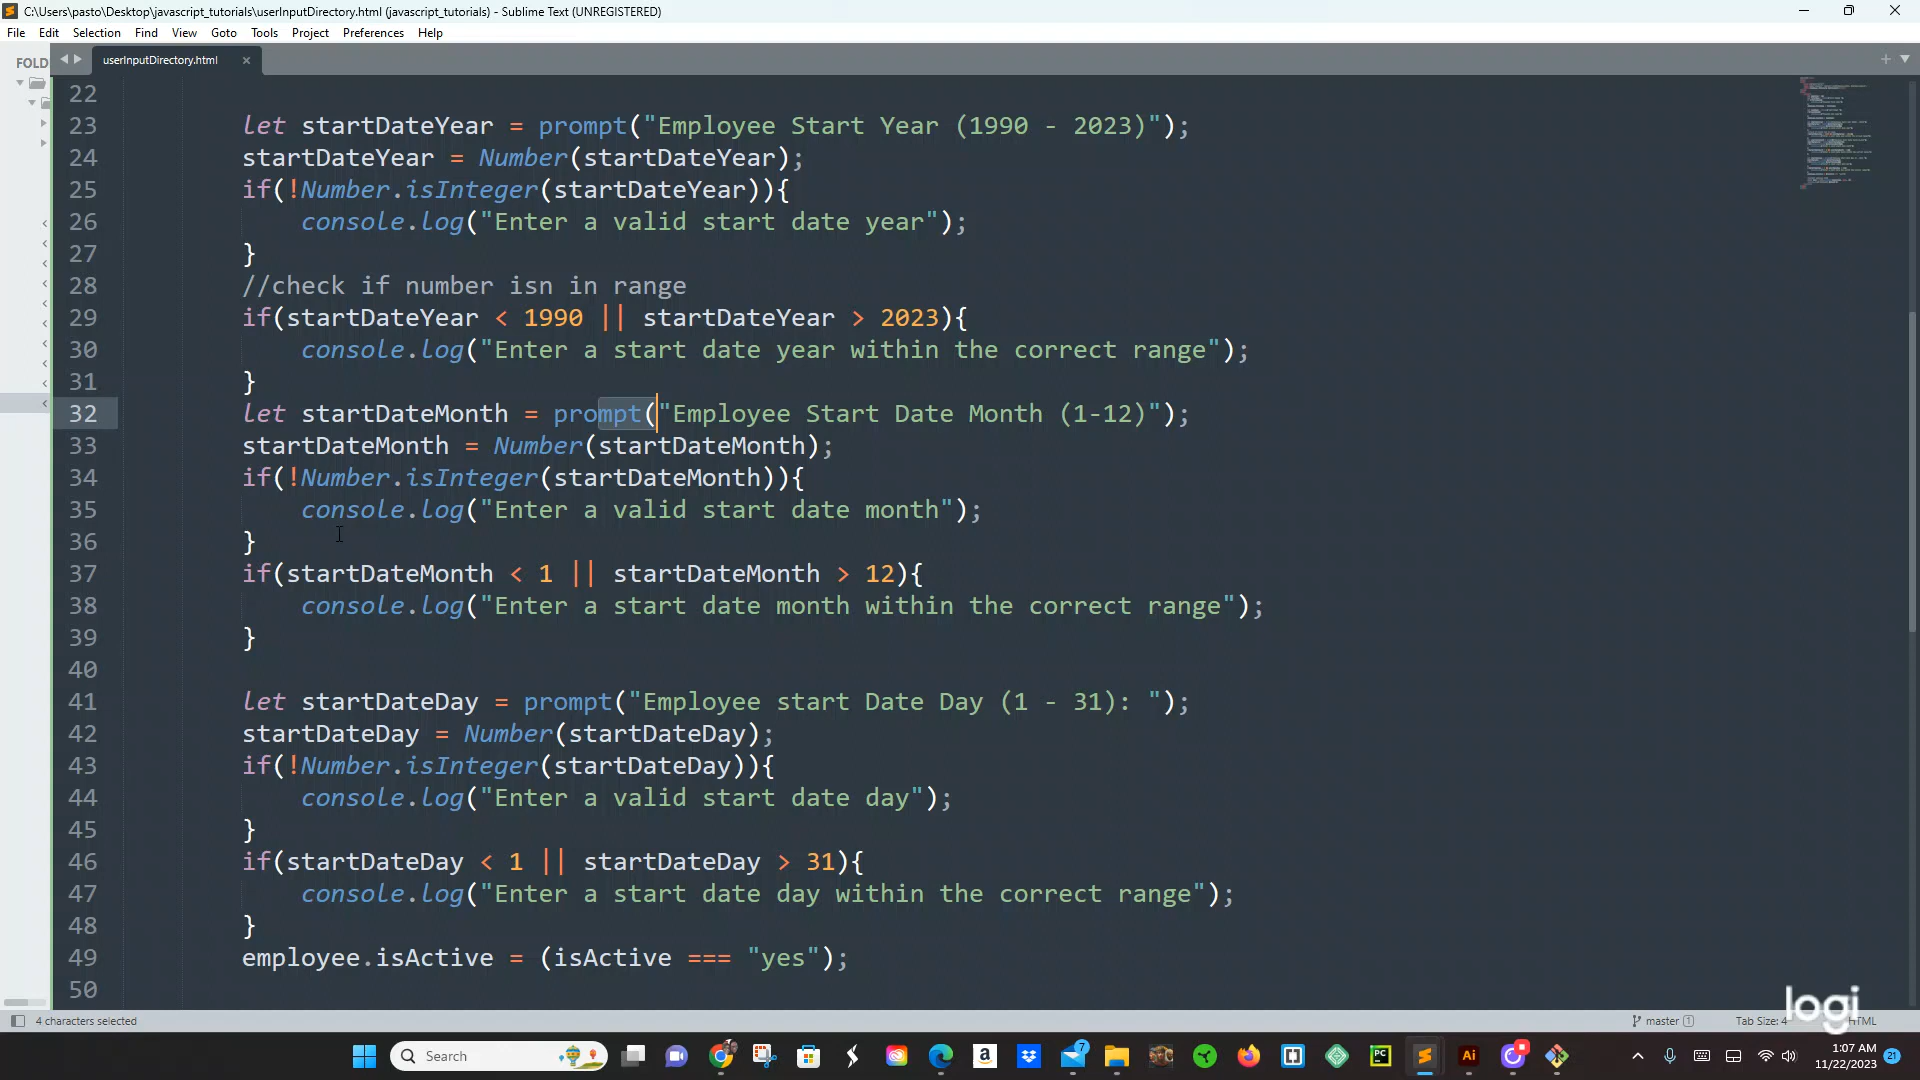 C:\Users\pasto\Desktop\javascript_tutorials\userInputDirectory.html (javascript_tutorials) - Sublime Text (UNREGISTERED)
File Edit Selection Find View Goto Tools Project Preferences Help
FOLD
userInputDirectory.html
22
23 let startDateYear = prompt("Employee Start Year (1990 - 2023)");
24 startDateYear = Number(startDateYear);
25 if(!Number.isInteger(startDateYear)){
26 console.log("Enter a valid start date year");
27 }
28 //check if number isn in range
29 if(startDateYear < 1990 || startDateYear > 2023){
30 console.log("Enter a start date year within the correct range");
31 }
32 let startDateMonth = prompt("Employee Start Date Month (1-12)");
33 startDateMonth = Number(startDateMonth);
34 if(!Number.isInteger(startDateMonth)){
35 console.log("Enter a valid start date month");
36 }
37 if(startDateMonth < 1 || startDateMonth > 12){
38 console.log("Enter a start date month within the correct range");
39 }
40
41 let startDateDay = prompt("Employee start Date Day (1 - 31): ");
42 startDateDay = Number(startDateDay);
43 if(!Number.isInteger(startDateDay)){
44 console.log("Enter a valid start date day");
45 }
46 if(startDateDay < 1 || startDateDay > 31){
47 console.log("Enter a start date day within the correct range");
48 }
49 employee.isActive = (isActive === "yes");
50
logi
4 characters selected master 1 Tab Size: 4 HTML
Search 7 PC Ai 1:07 AM 21
11/22/2023